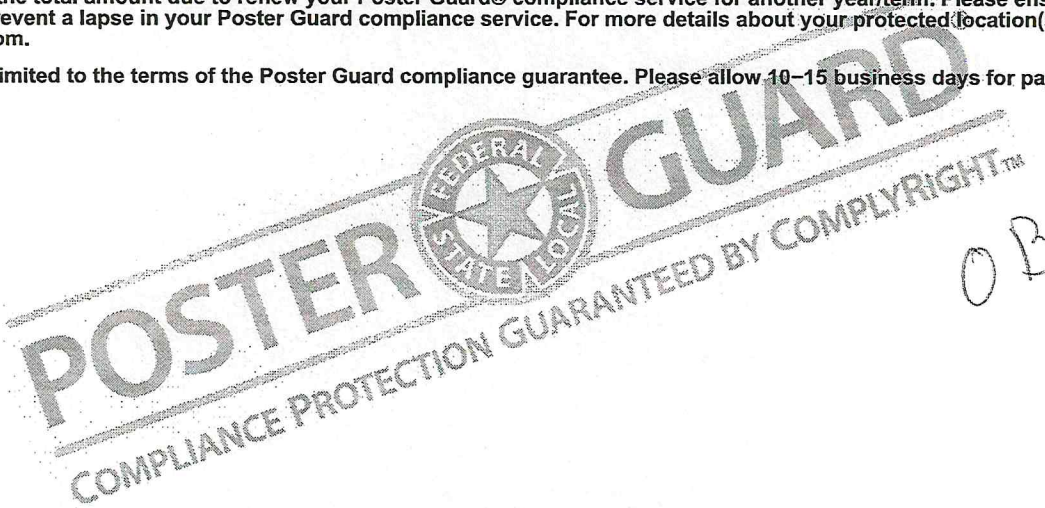 the total amount due to renew your Poster Guard® compliance service for another year/term. Please ens
revent a lapse in your Poster Guard compliance service. For more details about your protected location(
om.
imited to the terms of the Poster Guard compliance guarantee. Please allow 10−15 business days for pa
POSTER GUARD
FEDERAL
STATE
LOCAL
COMPLIANCE PROTECTION GUARANTEED BY COMPLYRIGHT™
OB